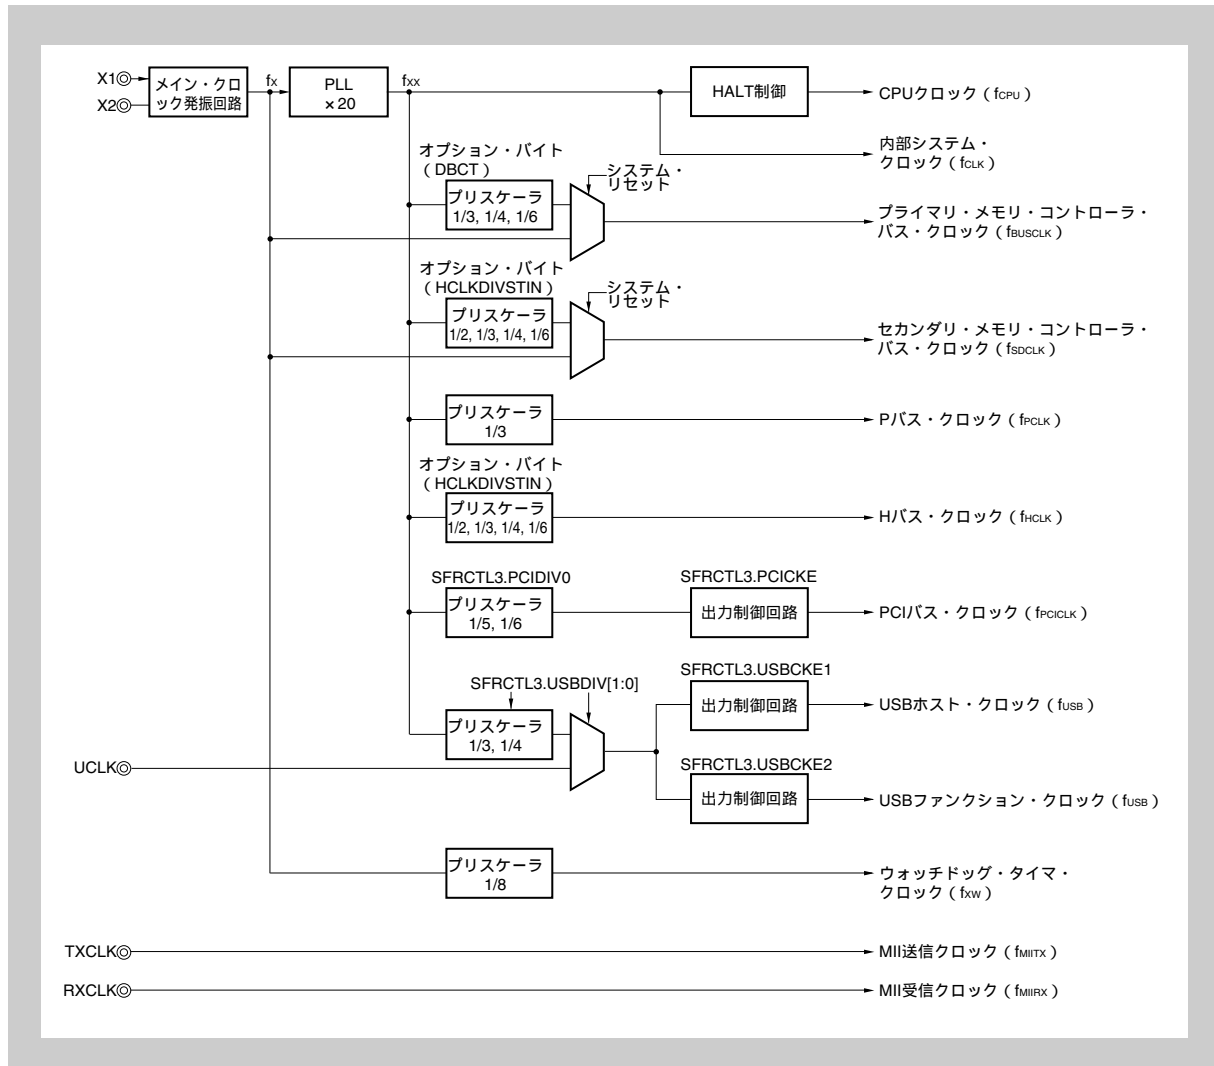 X1
X2
メイン・クロ
ック発振回路
fX
PLL
×20
fXX
HALT制御
CPUクロック（fCPU）
内部システム・
クロック（fCLK）
オプション・バイト
（DBCT）
プリスケーラ
1/3, 1/4, 1/6
システム・
リセット
プライマリ・メモリ・コントローラ・
バス・クロック（fBUSCLK）
オプション・バイト
（HCLKDIVSTIN）
プリスケーラ
1/2, 1/3, 1/4, 1/6
システム・
リセット
セカンダリ・メモリ・コントローラ・
バス・クロック（fSDCLK）
プリスケーラ
1/3
Pバス・クロック（fPCLK）
オプション・バイト
（HCLKDIVSTIN）
プリスケーラ
1/2, 1/3, 1/4, 1/6
Hバス・クロック（fHCLK）
SFRCTL3.PCIDIV0
プリスケーラ
1/5, 1/6
SFRCTL3.PCICKE
出力制御回路
PCIバス・クロック（fPCICLK）
SFRCTL3.USBDIV[1:0]
プリスケーラ
1/3, 1/4
UCLK
SFRCTL3.USBCKE1
出力制御回路
USBホスト・クロック（fUSB）
SFRCTL3.USBCKE2
出力制御回路
USBファンクション・クロック（fUSB）
プリスケーラ
1/8
ウォッチドッグ・タイマ・
クロック（fXW）
TXCLK
MII送信クロック（fMIITX）
RXCLK
MII受信クロック（fMIIRX）